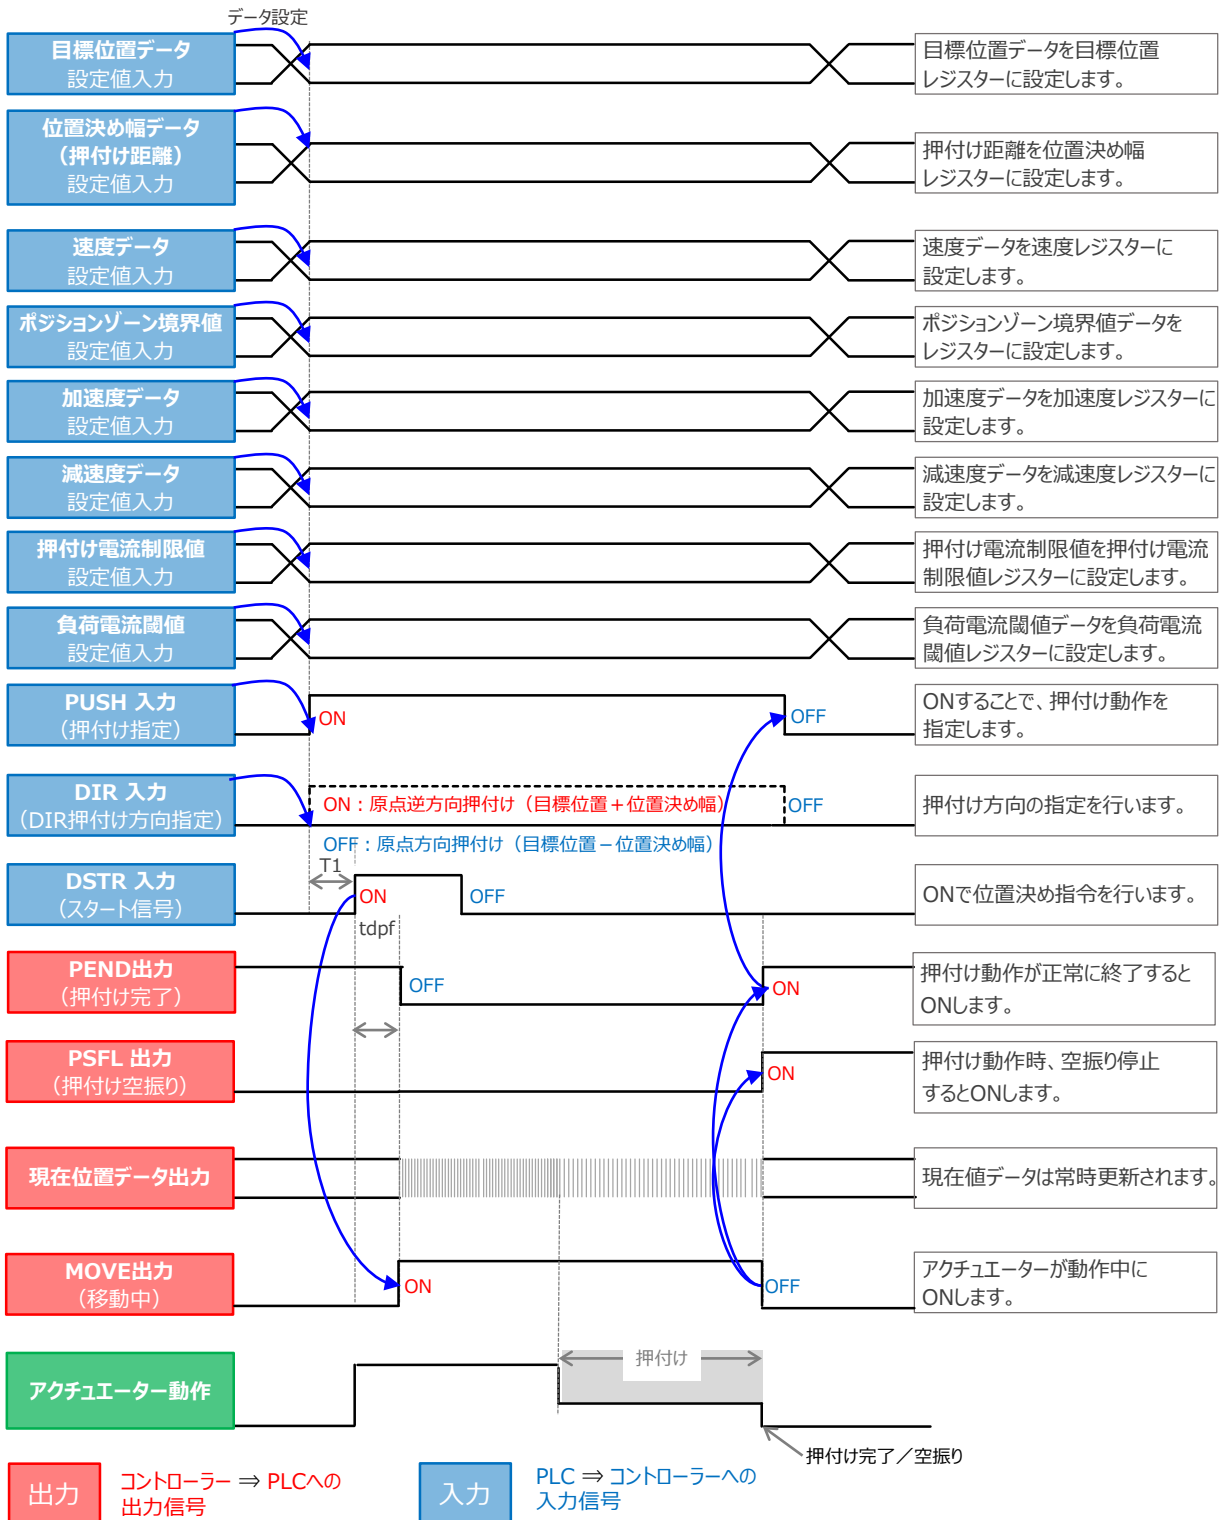 データ設定
目標位置データ
設定値入力
目標位置データを目標位置
レジスターに設定します。
位置決め幅データ
（押付け距離）
設定値入力
押付け距離を位置決め幅
レジスターに設定します。
速度データ
設定値入力
速度データを速度レジスターに
設定します。
ポジションゾーン境界値
設定値入力
ポジションゾーン境界値データを
レジスターに設定します。
加速度データ
設定値入力
加速度データを加速度レジスターに
設定します。
減速度データ
設定値入力
減速度データを減速度レジスターに
設定します。
押付け電流制限値
設定値入力
押付け電流制限値を押付け電流
制限値レジスターに設定します。
負荷電流閾値
設定値入力
負荷電流閾値データを負荷電流
閾値レジスターに設定します。
PUSH 入力
（押付け指定）
ON
OFF
ONすることで、押付け動作を
指定します。
DIR 入力
（DIR押付け方向指定）
ON：原点逆方向押付け（目標位置＋位置決め幅）
OFF
OFF：原点方向押付け（目標位置－位置決め幅）
押付け方向の指定を行います。
T1
DSTR 入力
（スタート信号）
ON
OFF
ONで位置決め指令を行います。
tdpf
PEND出力
（押付け完了）
OFF
ON
押付け動作が正常に終了すると
ONします。
PSFL 出力
（押付け空振り）
ON
押付け動作時、空振り停止
するとONします。
現在位置データ出力
現在値データは常時更新されます。
MOVE出力
（移動中）
ON
OFF
アクチュエーターが動作中に
ONします。
アクチュエーター動作
押付け
押付け完了／空振り
出力
コントローラー ⇒ PLCへの
出力信号
入力
PLC ⇒ コントローラーへの
入力信号